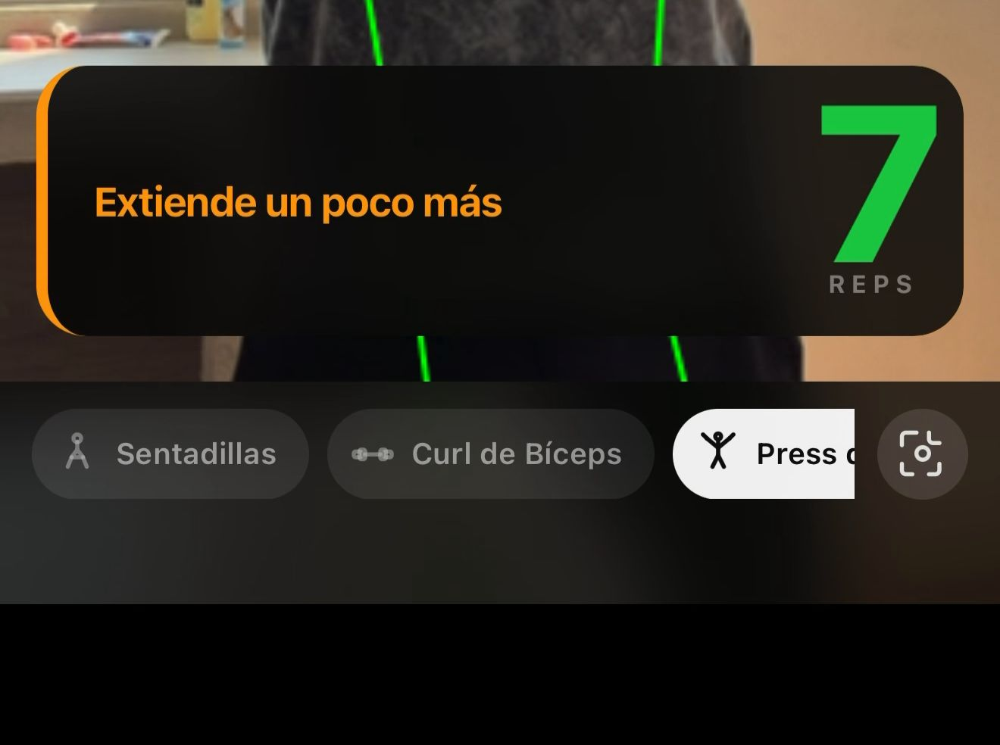 Extiende un poco más
7
REPS
Sentadillas
Curl de Bíceps
Press